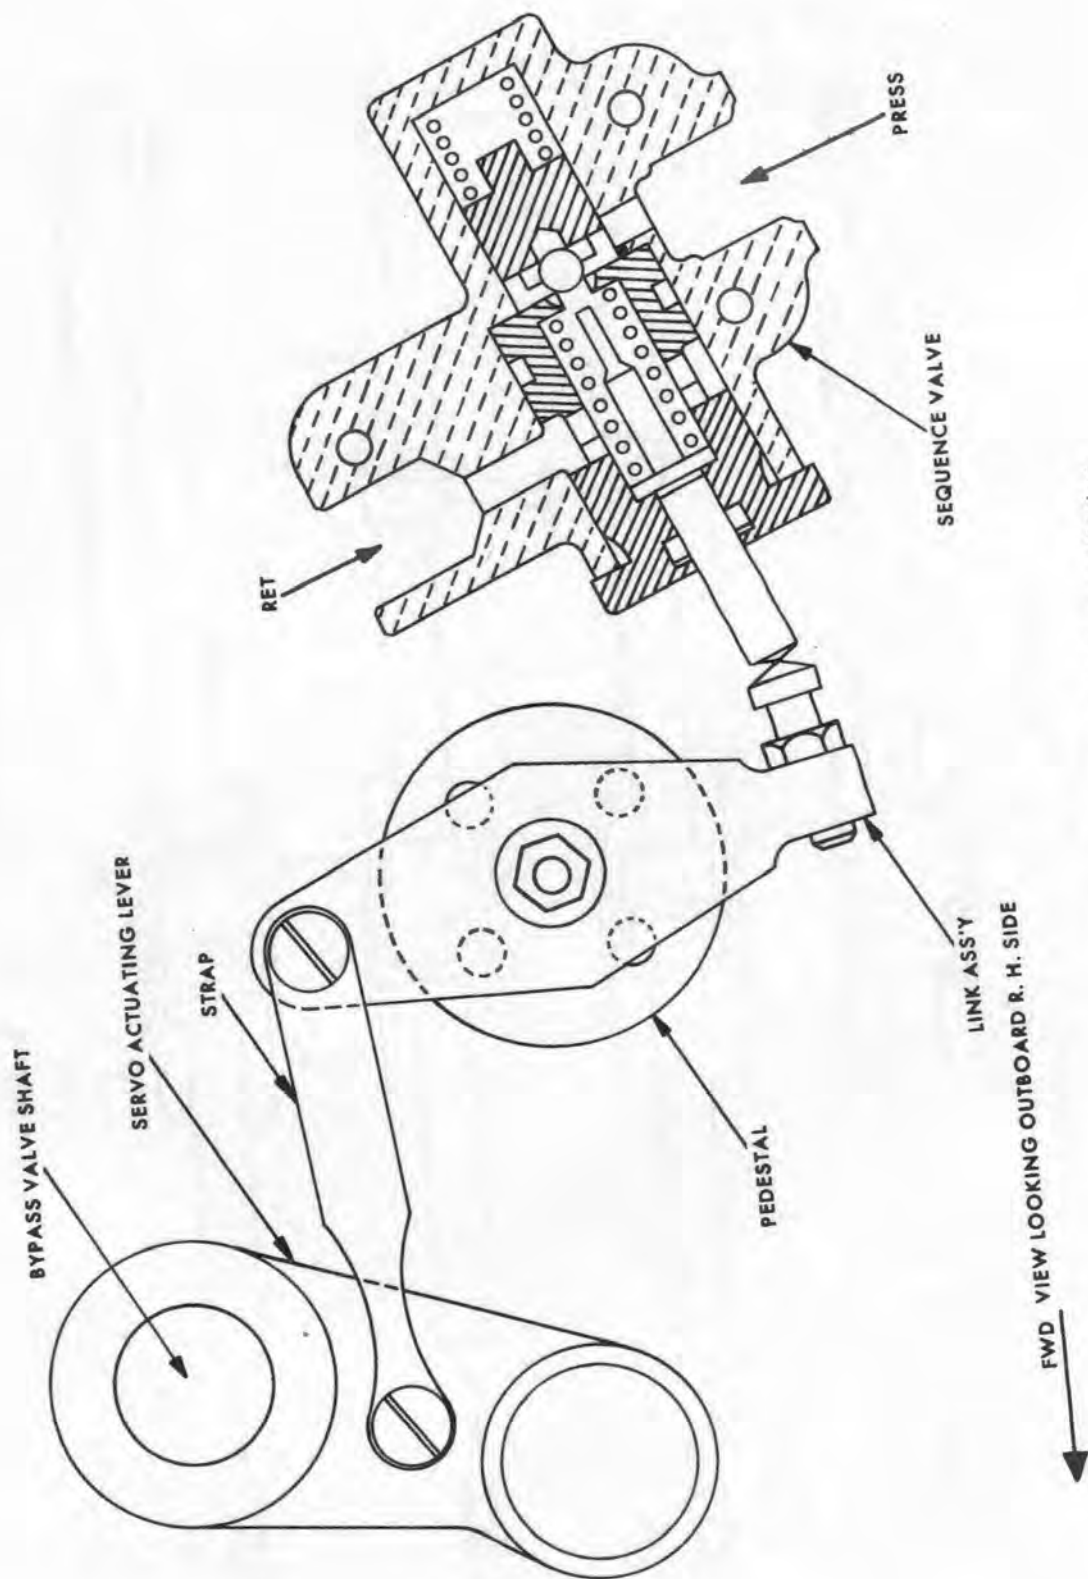 BYPASS VALVE SHAFT
SERVO ACTUATING LEVER
STRAP
RET
PRESS
SEQUENCE VALVE
PEDESTAL
LINK ASS'Y
FWD VIEW LOOKING OUTBOARD R. H. SIDE